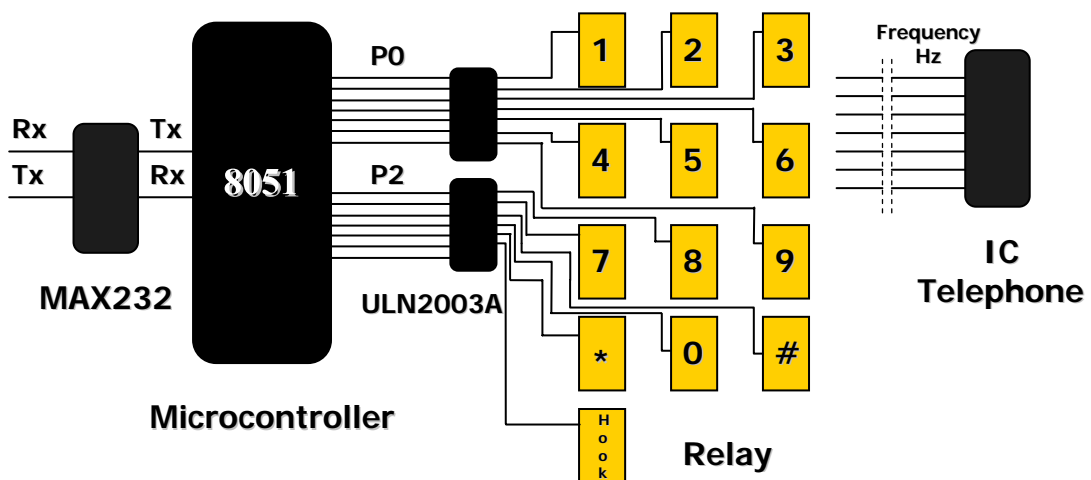 P0
1
2
3
Frequency
Hz
Rx
Tx
Tx
Rx
8051
P2
4
5
6
7
8
9
MAX232
ULN2003A
IC
Telephone
*
0
#
Microcontroller
Hook
Relay